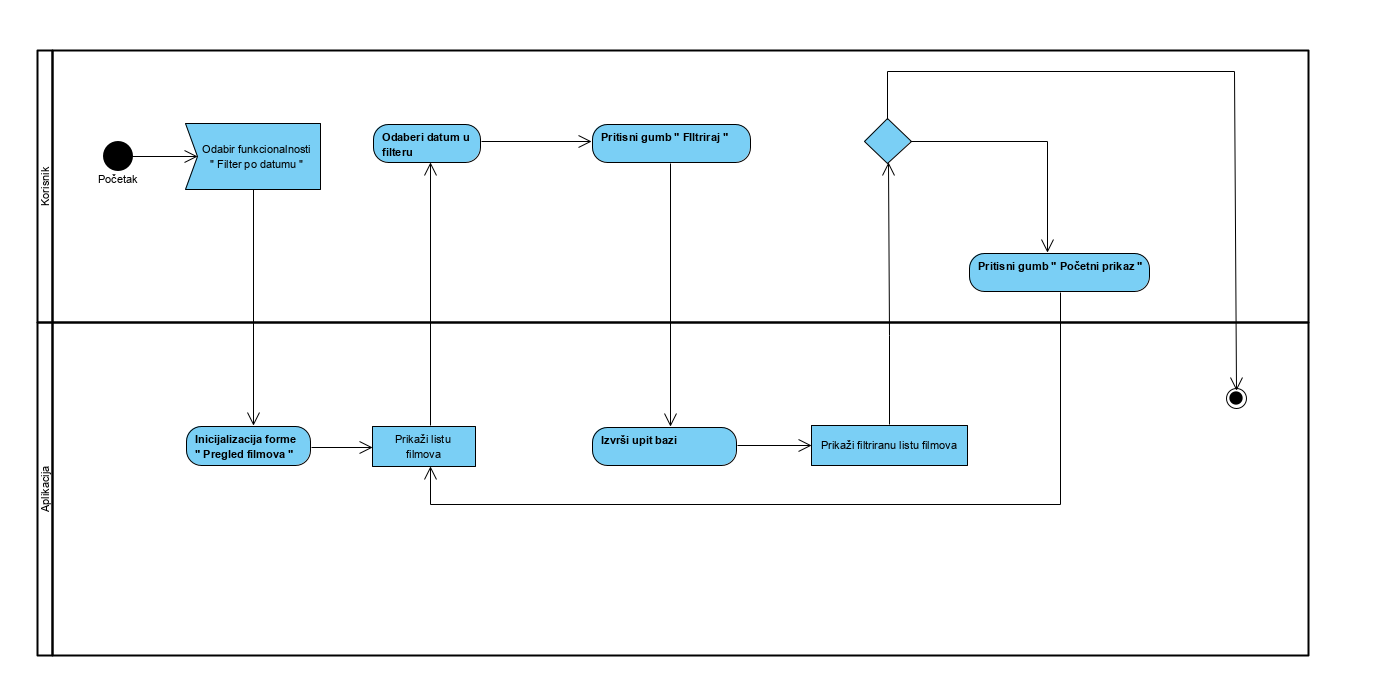 Korisnik
Početak
Odabir funkcionalnosti
" Filter po datumu "
Odaberi datum u
filteru
Pritisni gumb " FIltriraj "
Pritisni gumb " Početni prikaz "
Aplikacija
Inicijalizacija forme
" Pregled filmova "
Prikaži listu
filmova
Izvrši upit bazi
Prikaži filtriranu listu filmova